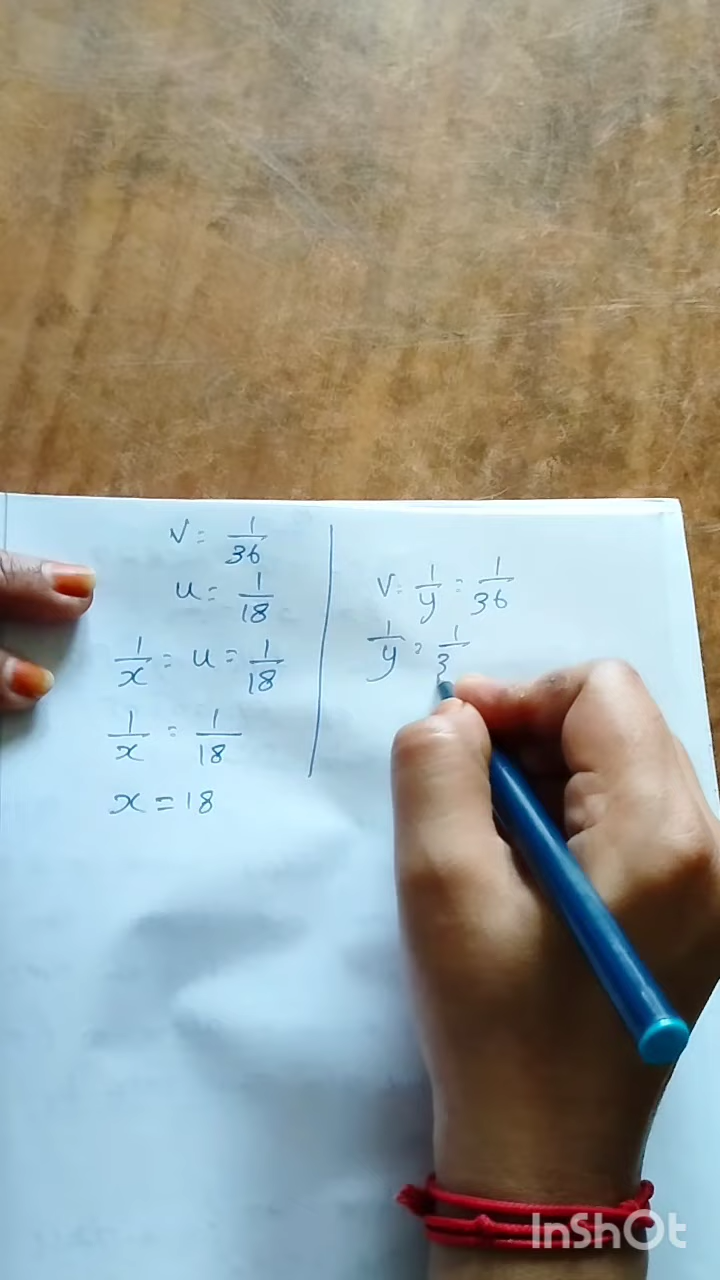 V = 1/36
u = 1/18
1/x = u = 1/18
1/x = 1/18
x = 18
V = 1/y = 1/36
1/y = 1/3
InShOt